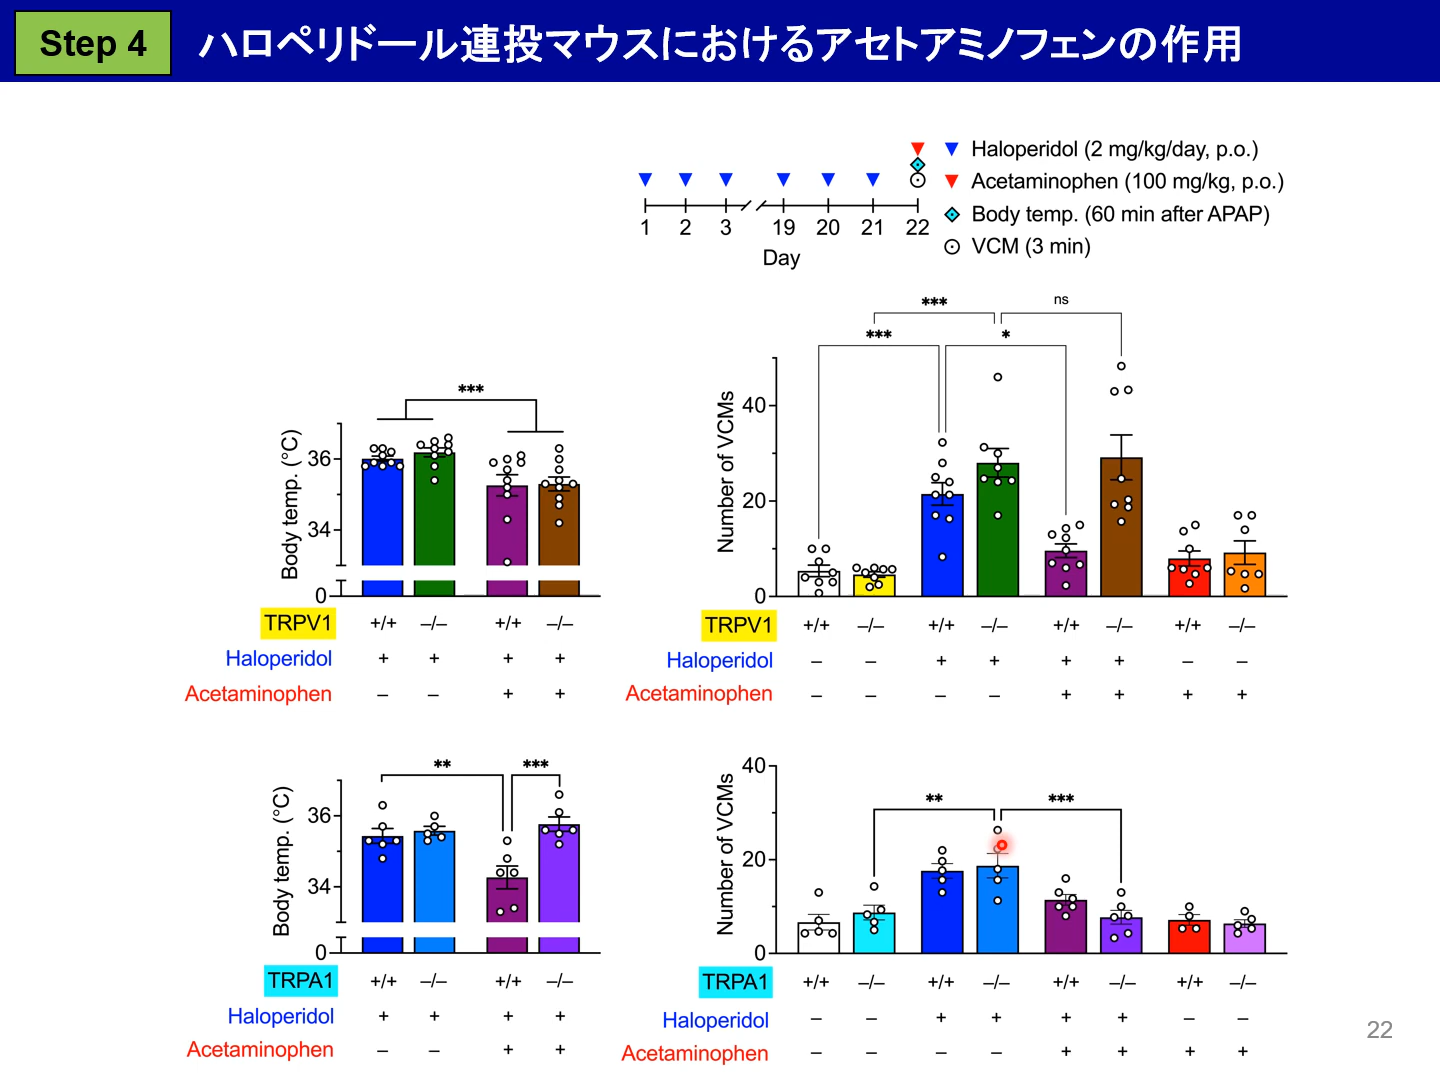 Step 4
ハロペリドール連投マウスにおけるアセトアミノフェンの作用
Haloperidol (2 mg/kg/day, p.o.)
Acetaminophen (100 mg/kg, p.o.)
Body temp. (60 min after APAP)
VCM (3 min)
1 2 3 19 20 21 22
Day
***
Body temp. (°C)
36
34
0
TRPV1 +/+ –/– +/+ –/–
Haloperidol + + + +
Acetaminophen – – + +
*** ns
*** *
Number of VCMs
40
20
0
TRPV1 +/+ –/– +/+ –/– +/+ –/– +/+ –/–
Haloperidol – – + + + + – –
Acetaminophen – – – – + + + +
** ***
Body temp. (°C)
36
34
0
TRPA1 +/+ –/– +/+ –/–
Haloperidol + + + +
Acetaminophen – – + +
** ***
Number of VCMs
40
20
0
TRPA1 +/+ –/– +/+ –/– +/+ –/– +/+ –/–
Haloperidol – – + + + + – –
Acetaminophen – – – – + + + +
22